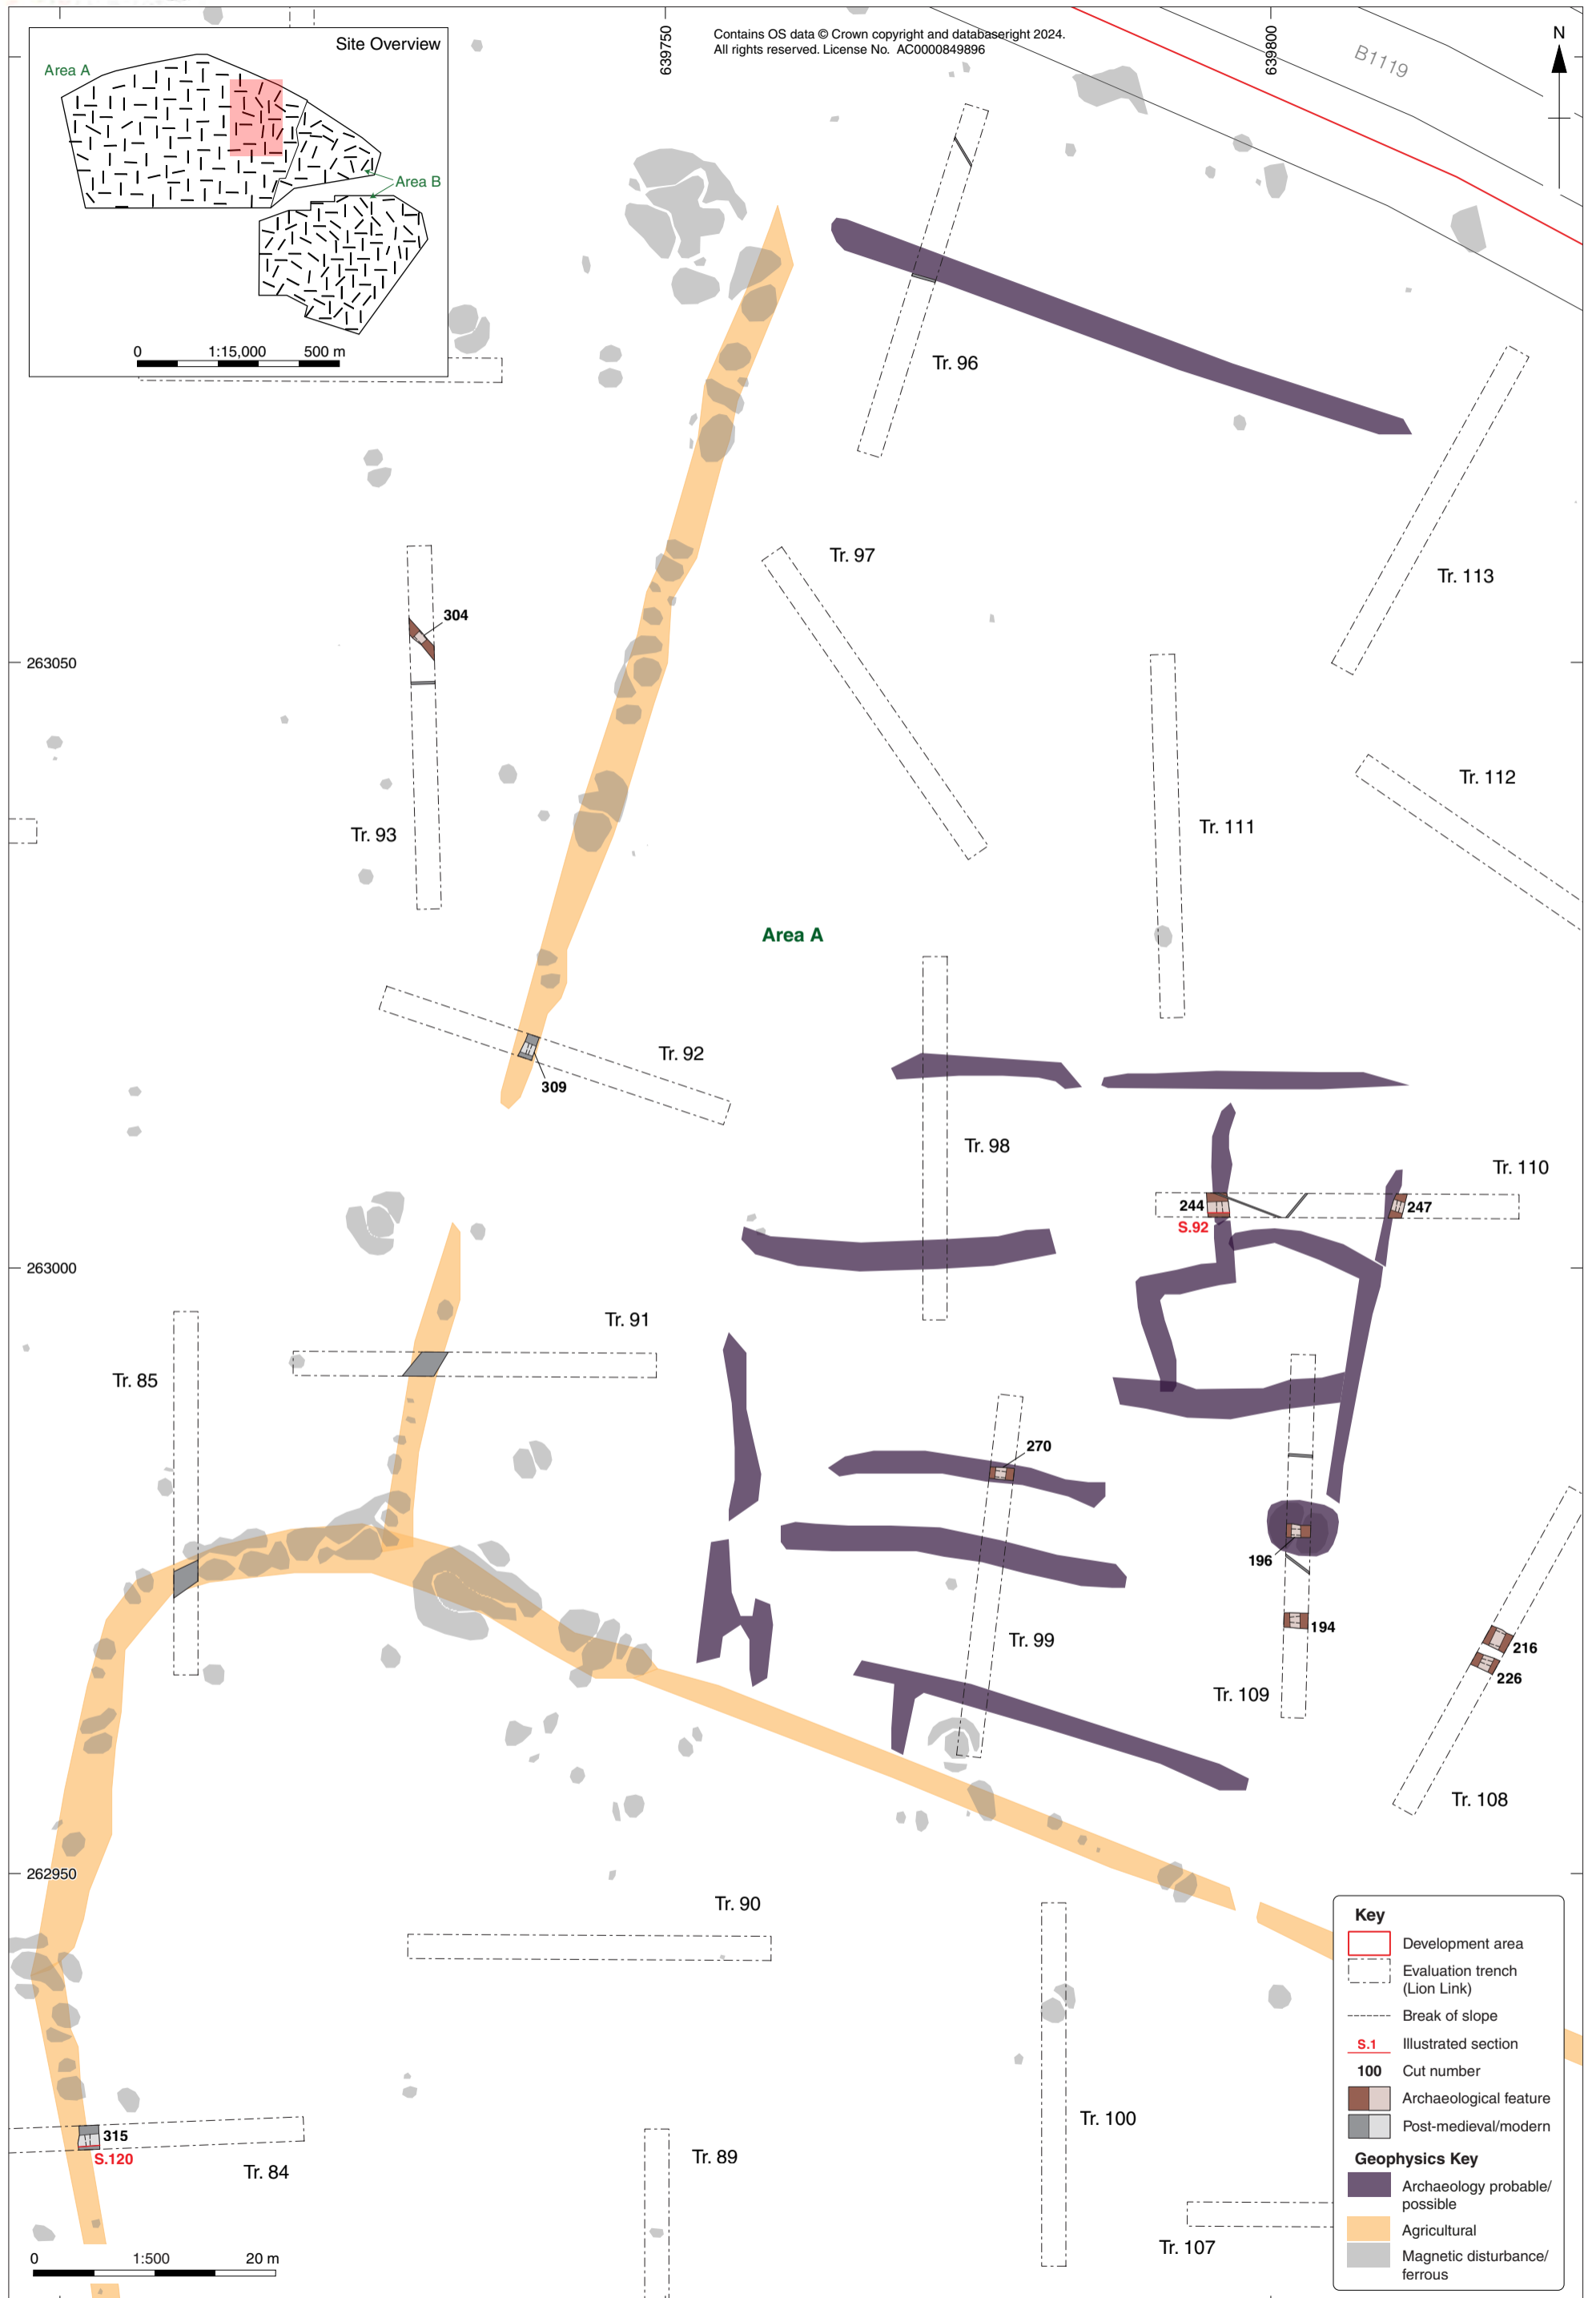 Site Overview
Area A
Area B
0 1:15,000 500 m
639750
Contains OS data © Crown copyright and databaseright 2024.
All rights reserved. License No. AC0000849896
639800
B1119
N
Tr. 96
Tr. 97
Tr. 113
304
263050
Tr. 112
Tr. 93
Tr. 111
Area A
Tr. 92
309
Tr. 98
Tr. 110
244
247
S.92
263000
Tr. 91
Tr. 85
270
196
194
Tr. 99
216
226
Tr. 109
Tr. 108
262950
Tr. 90
Tr. 100
315
S.120
Tr. 84
Tr. 89
Tr. 107
0 1:500 20 m
Key
Development area
Evaluation trench
(Lion Link)
Break of slope
S.1 Illustrated section
100 Cut number
Archaeological feature
Post-medieval/modern
Geophysics Key
Archaeology probable/
possible
Agricultural
Magnetic disturbance/
ferrous